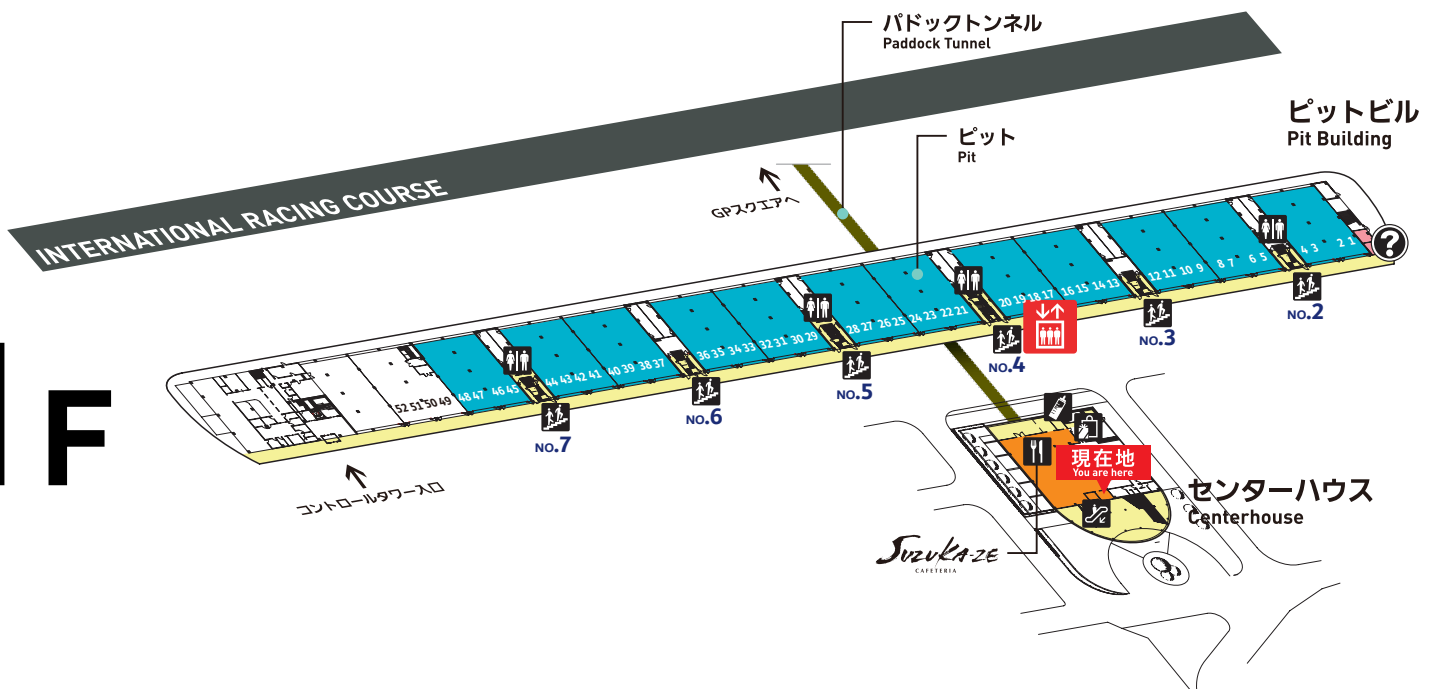 パドックトンネル
Paddock Tunnel
ピットビル
Pit Building
ピット
Pit
INTERNATIONAL RACING COURSE
GPスクエアへ
?
52 51 50 49 48 47 46 45 44 43 42 41 40 39 38 37 36 35 34 33 32 31 30 29 28 27 26 25 24 23 22 21 20 19 18 17 16 15 14 13 12 11 10 9 8 7 6 5 4 3 2 1
NO.2
NO.3
NO.4
NO.5
NO.6
NO.7
F
コントロールタワー入口
現在地
You are here
センターハウス
Centerhouse
SUZUKA-ZE
CAFETERIA